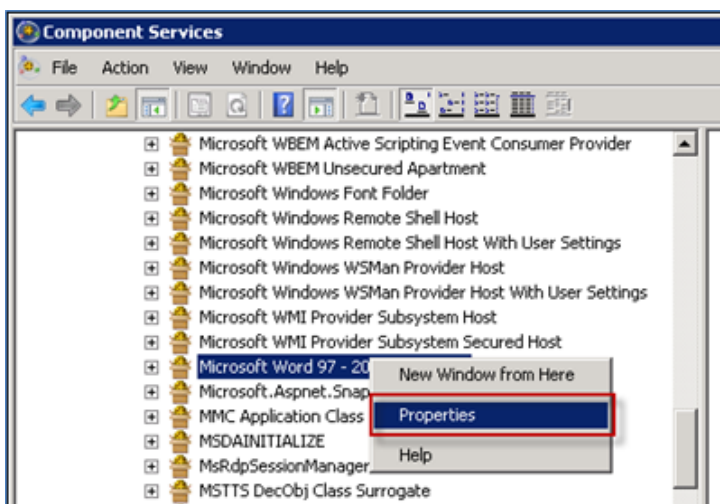 Component Services
File Action View Window Help
Microsoft WBEM Active Scripting Event Consumer Provider
Microsoft WBEM Unsecured Apartment
Microsoft Windows Font Folder
Microsoft Windows Remote Shell Host
Microsoft Windows Remote Shell Host With User Settings
Microsoft Windows WSMan Provider Host
Microsoft Windows WSMan Provider Host With User Settings
Microsoft WMI Provider Subsystem Host
Microsoft WMI Provider Subsystem Secured Host
Microsoft Word 97 - 20
New Window from Here
Microsoft.Aspnet.Snap
MMC Application Class
Properties
MSDAINITIALIZE
MsRdpSessionManager
Help
MSTTS DecObj Class Surrogate